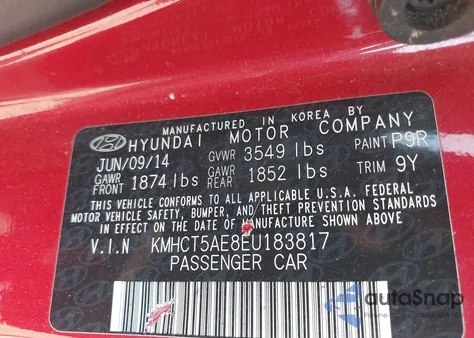 MANUFACTURED IN KOREA BY
HYUNDAI MOTOR COMPANY
JUN/09/14 GVWR 3549 lbs PAINT P9R
GAWR FRONT 1874 lbs GAWR REAR 1852 lbs TRIM 9Y
THIS VEHICLE CONFORMS TO ALL APPLICABLE U.S.A. FEDERAL
MOTOR VEHICLE SAFETY, BUMPER, AND THEFT STANDARDS
IN EFFECT ON THE DATE OF MANUFACTURE SHOWN ABOVE
V.I.N KMHCT5AE8EU183817
PASSENGER CAR
autoSnap